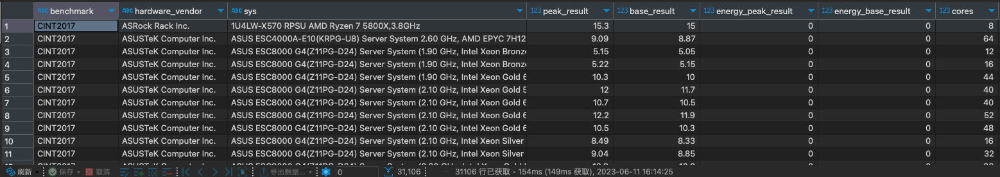 ABC benchmark ABC hardware_vendor ABC sys 123 peak_result 123 base_result 123 energy_peak_result 123 energy_base_result 123 cores
1 CINT2017 ASRock Rack Inc. 1U4LW-X570 RPSU AMD Ryzen 7 5800X,3.8GHz 15.3 15 0 0 8
2 CINT2017 ASUSTeK Computer Inc. ASUS ESC4000A-E10(KRPG-U8) Server System 2.60 GHz, AMD EPYC 7H12 9.09 8.87 0 0 64
3 CINT2017 ASUSTeK Computer Inc. ASUS ESC8000 G4(Z11PG-D24) Server System (1.90 GHz, Intel Xeon Bronze 5.15 5.05 0 0 12
4 CINT2017 ASUSTeK Computer Inc. ASUS ESC8000 G4(Z11PG-D24) Server System (1.90 GHz, Intel Xeon Bronze 5.22 5.15 0 0 16
5 CINT2017 ASUSTeK Computer Inc. ASUS ESC8000 G4(Z11PG-D24) Server System (1.90 GHz, Intel Xeon Gold 6 10.3 10 0 0 44
6 CINT2017 ASUSTeK Computer Inc. ASUS ESC8000 G4(Z11PG-D24) Server System (2.10 GHz, Intel Xeon Gold 5 12 11.7 0 0 40
7 CINT2017 ASUSTeK Computer Inc. ASUS ESC8000 G4(Z11PG-D24) Server System (2.10 GHz, Intel Xeon Gold 6 10.7 10.5 0 0 40
8 CINT2017 ASUSTeK Computer Inc. ASUS ESC8000 G4(Z11PG-D24) Server System (2.10 GHz, Intel Xeon Gold 6 12.2 11.9 0 0 52
9 CINT2017 ASUSTeK Computer Inc. ASUS ESC8000 G4(Z11PG-D24) Server System (2.10 GHz, Intel Xeon Gold 6 10.5 10.3 0 0 48
10 CINT2017 ASUSTeK Computer Inc. ASUS ESC8000 G4(Z11PG-D24) Server System (2.10 GHz, Intel Xeon Silver 8.49 8.33 0 0 16
11 CINT2017 ASUSTeK Computer Inc. ASUS ESC8000 G4(Z11PG-D24) Server System (2.10 GHz, Intel Xeon Silver 9.04 8.85 0 0 32
刷新 保存 取消 导出数据... 0 31,106 31106 行已获取 - 154ms (149ms 获取), 2023-06-11 16:14:25